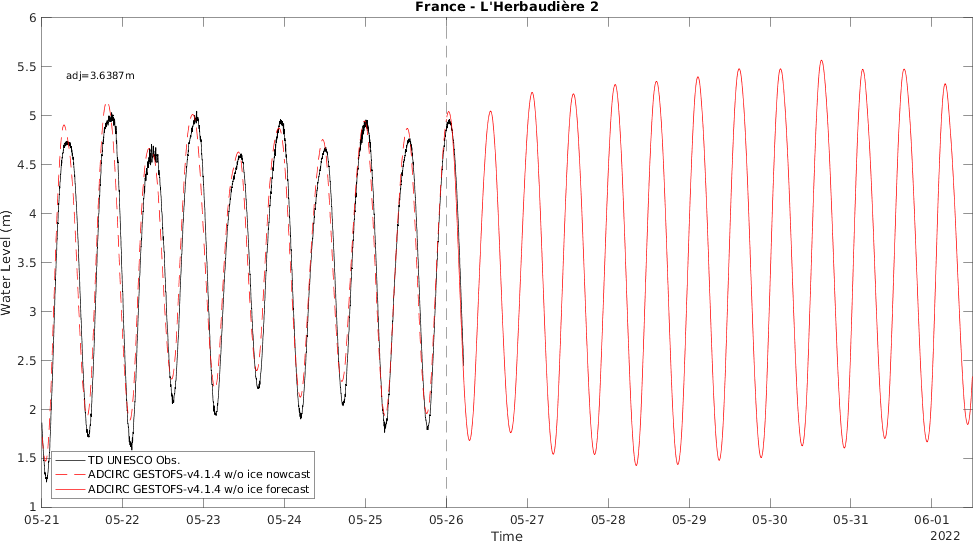 France - L'Herbaudière 2
6
5.5
5
4.5
4
3.5
3
2.5
2
1.5
1
Water Level (m)
adj=3.6387m
TD UNESCO Obs.
ADCIRC GESTOFS-v4.1.4 w/o ice nowcast
ADCIRC GESTOFS-v4.1.4 w/o ice forecast
05-21 05-22 05-23 05-24 05-25 05-26 05-27 05-28 05-29 05-30 05-31 06-01
Time
2022